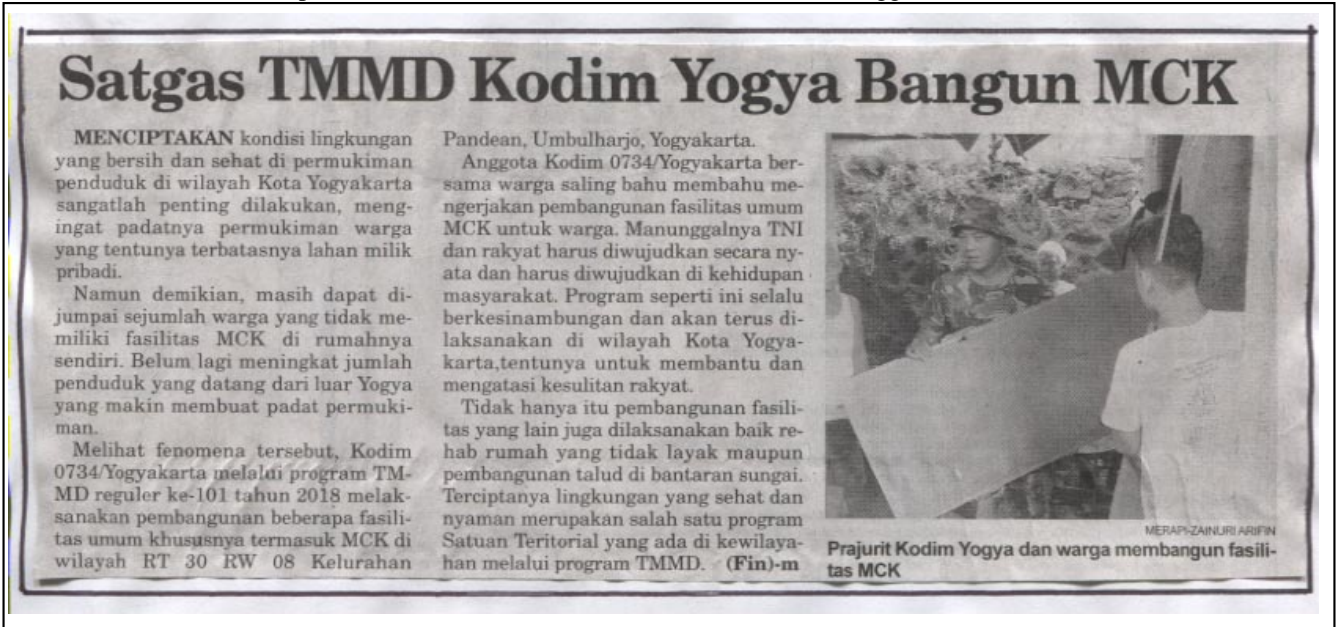 Satgas TMMD Kodim Yogya Bangun MCK
MENCIPTAKAN kondisi lingkungan
yang bersih dan sehat di permukiman
penduduk di wilayah Kota Yogyakarta
sangatlah penting dilakukan, meng-
ingat padatnya permukiman warga
yang tentunya terbatasnya lahan milik
pribadi.
Namun demikian, masih dapat di-
jumpai sejumlah warga yang tidak me-
miliki fasilitas MCK di rumahnya
sendiri. Belum lagi meningkat jumlah
penduduk yang datang dari luar Yogya
yang makin membuat padat permuki-
man.
Melihat fenomena tersebut, Kodim
0734/Yogyakarta melalui program TM-
MD reguler ke-101 tahun 2018 melak-
sanakan pembangunan beberapa fasili-
tas umum khususnya termasuk MCK di
wilayah RT 30 RW 08 Kelurahan
Pandean, Umbulharjo, Yogyakarta.
Anggota Kodim 0734/Yogyakarta ber-
sama warga saling bahu membahu me-
ngerjakan pembangunan fasilitas umum
MCK untuk warga. Manunggalnya TNI
dan rakyat harus diwujudkan secara ny-
ata dan harus diwujudkan di kehidupan
masyarakat. Program seperti ini selalu
berkesinambungan dan akan terus di-
laksanakan di wilayah Kota Yogya-
karta,tentunya untuk membantu dan
mengatasi kesulitan rakyat.
Tidak hanya itu pembangunan fasili-
tas yang lain juga dilaksanakan baik re-
hab rumah yang tidak layak maupun
pembangunan talud di bantaran sungai.
Terciptanya lingkungan yang sehat dan
nyaman merupakan salah satu program
Satuan Teritorial yang ada di kewilaya-
han melalui program TMMD. (Fin)-m
MERAPI-ZAINURI ARIFIN
Prajurit Kodim Yogya dan warga membangun fasili-
tas MCK